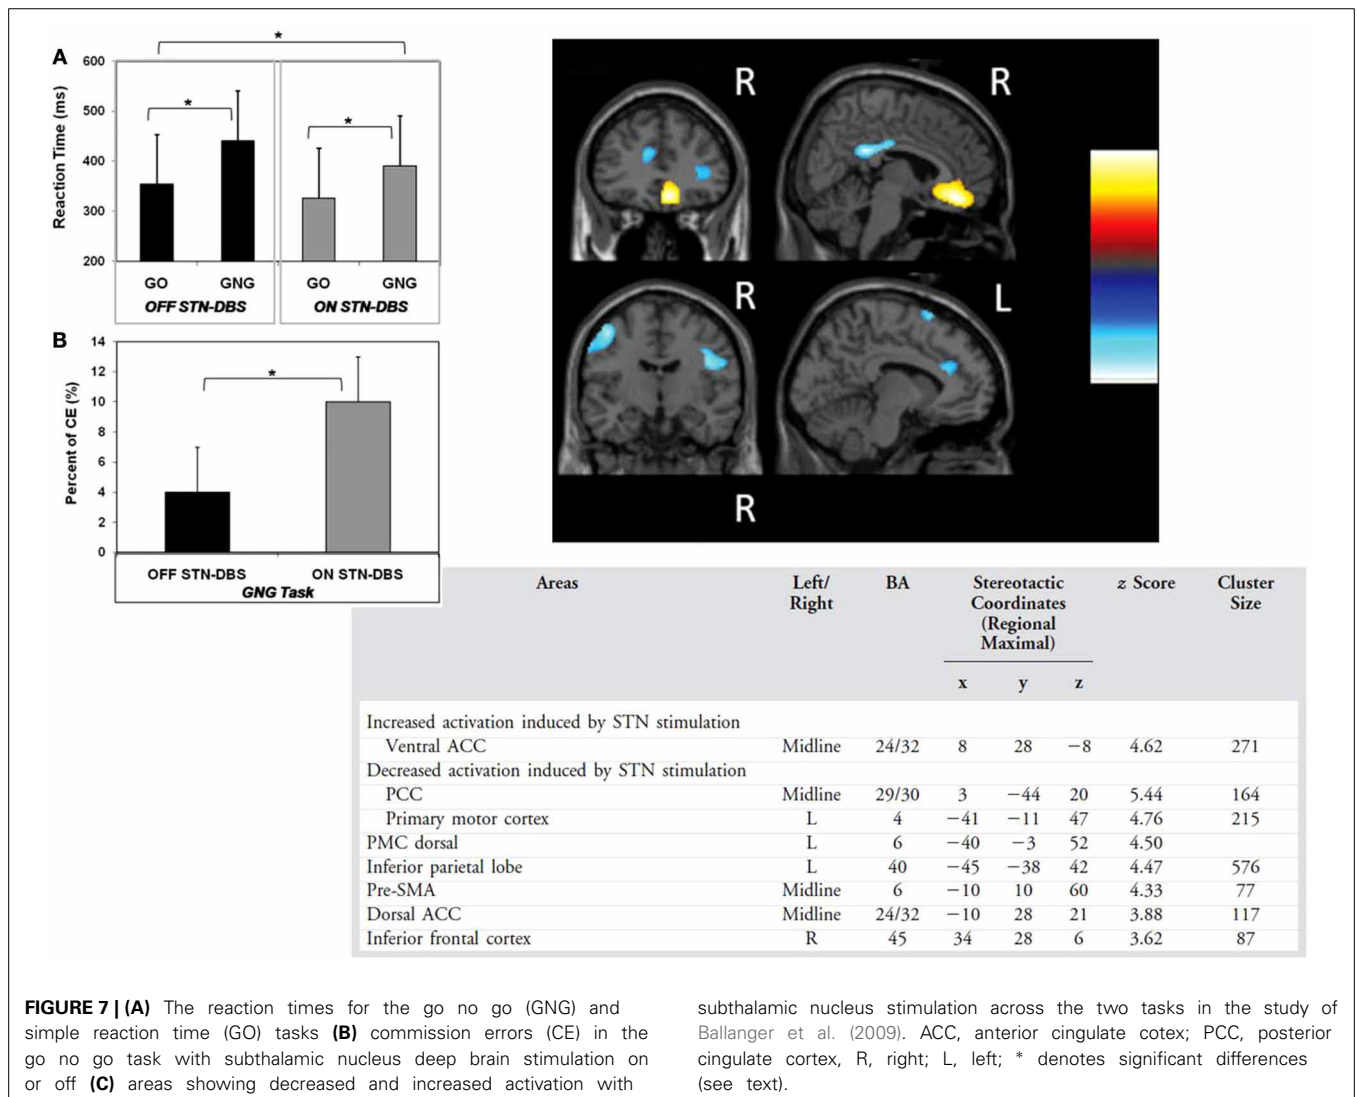 A
*
600
500
400
300
200
Reaction Time (ms)
*
*
GO GNG GO GNG
OFF STN-DBS ON STN-DBS
B
14
12
10
8
6
4
2
0
Percent of CE (%)
*
OFF STN-DBS ON STN-DBS
GNG Task
R R
R L
R
Areas Left/ BA Stereotactic z Score Cluster
Right Coordinates Size
(Regional
Maximal)
x y z
Increased activation induced by STN stimulation
Ventral ACC Midline 24/32 8 28 −8 4.62 271
Decreased activation induced by STN stimulation
PCC Midline 29/30 3 −44 20 5.44 164
Primary motor cortex L 4 −41 −11 47 4.76 215
PMC dorsal L 6 −40 −3 52 4.50
Inferior parietal lobe L 40 −45 −38 42 4.47 576
Pre-SMA Midline 6 −10 10 60 4.33 77
Dorsal ACC Midline 24/32 −10 28 21 3.88 117
Inferior frontal cortex R 45 34 28 6 3.62 87
FIGURE 7 | (A) The reaction times for the go no go (GNG) and
simple reaction time (GO) tasks (B) commission errors (CE) in the
go no go task with subthalamic nucleus deep brain stimulation on
or off (C) areas showing decreased and increased activation with
subthalamic nucleus stimulation across the two tasks in the study of
Ballanger et al. (2009). ACC, anterior cingulate cotex; PCC, posterior
cingulate cortex, R, right; L, left; * denotes significant differences
(see text).